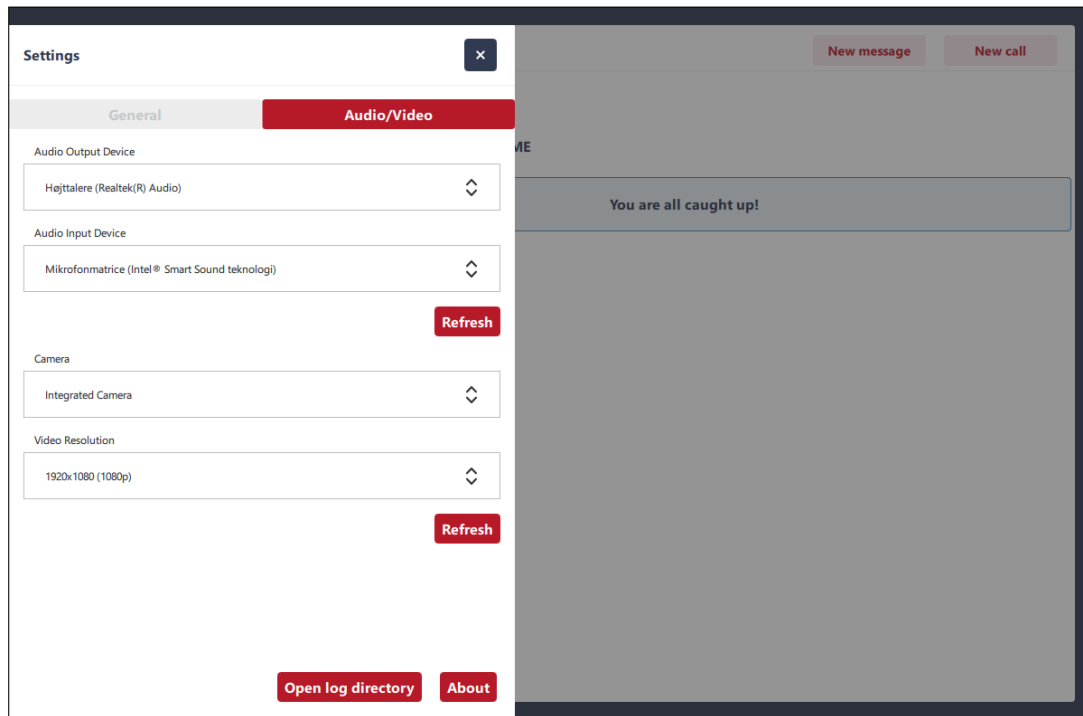 Settings
×
New message
New call
General
Audio/Video
Audio Output Device
ME
Højttalere (Realtek(R) Audio)
You are all caught up!
Audio Input Device
Mikrofonmatrice (Intel® Smart Sound teknologi)
Refresh
Camera
Integrated Camera
Video Resolution
1920x1080 (1080p)
Refresh
Open log directory
About